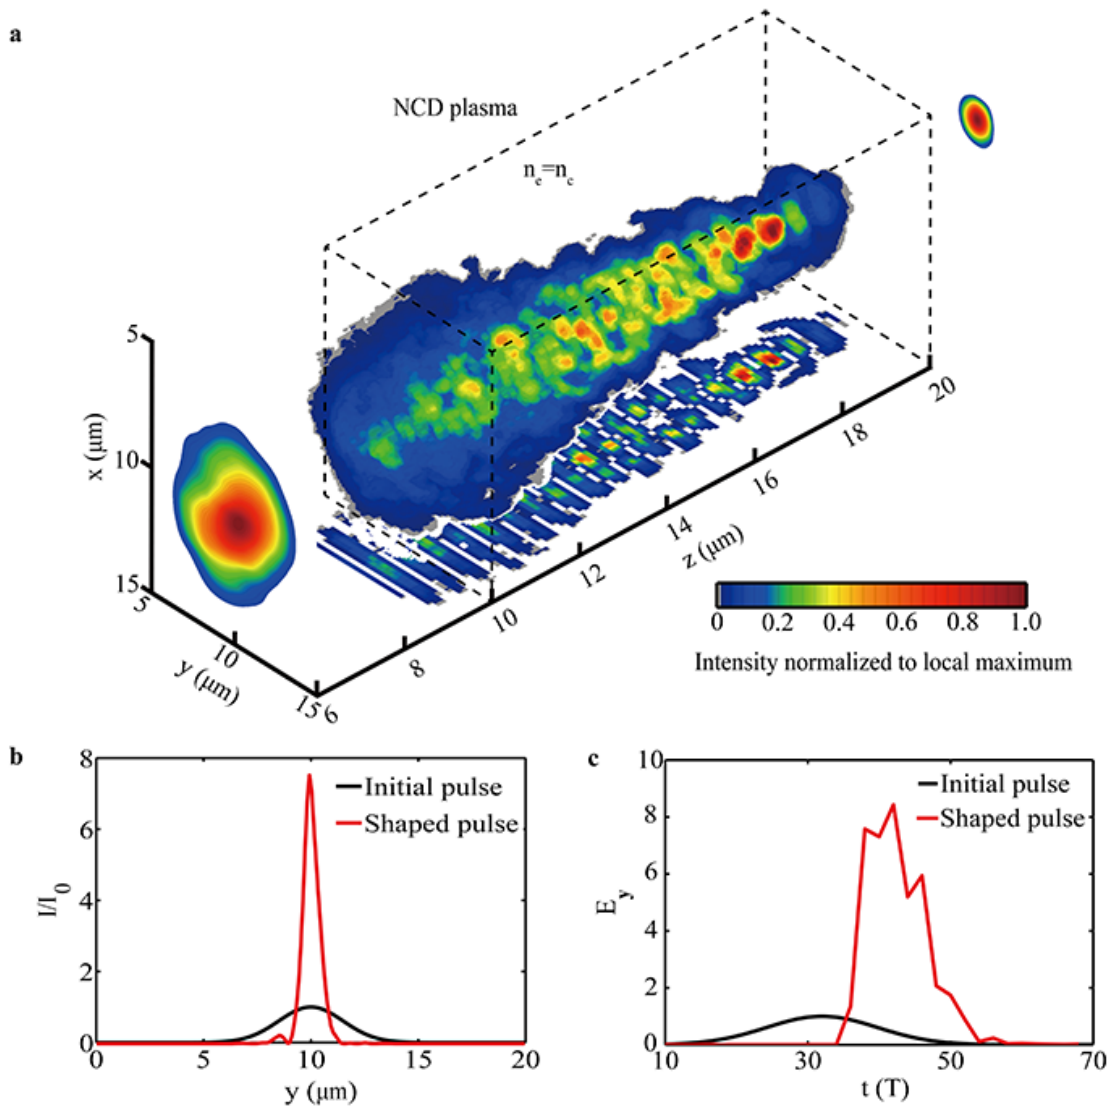 a
NCD plasma
nₑ=n꜀
5
x (μm)
10
15
5
y (μm)
10
15
6
8
10
12
z (μm)
14
16
18
20
0 0.2 0.4 0.6 0.8 1.0
Intensity normalized to local maximum
b
8
6
4
2
0
I/I₀
Initial pulse
Shaped pulse
0 5 10 15 20
y (μm)
c
10
8
6
4
2
0
E_y
Initial pulse
Shaped pulse
10 30 50 70
t (T)